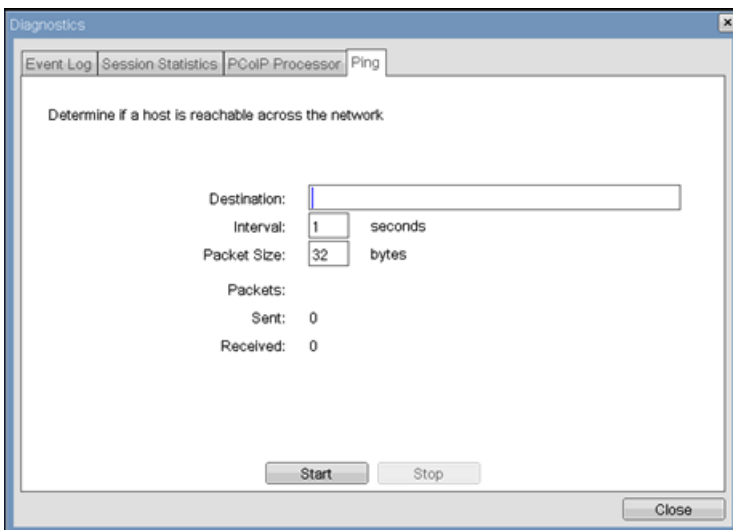 Diagnostics
Event Log Session Statistics PCoIP Processor Ping
Determine if a host is reachable across the network
Destination:
Interval: 1 seconds
Packet Size: 32 bytes
Packets:
Sent: 0
Received: 0
Start Stop
Close